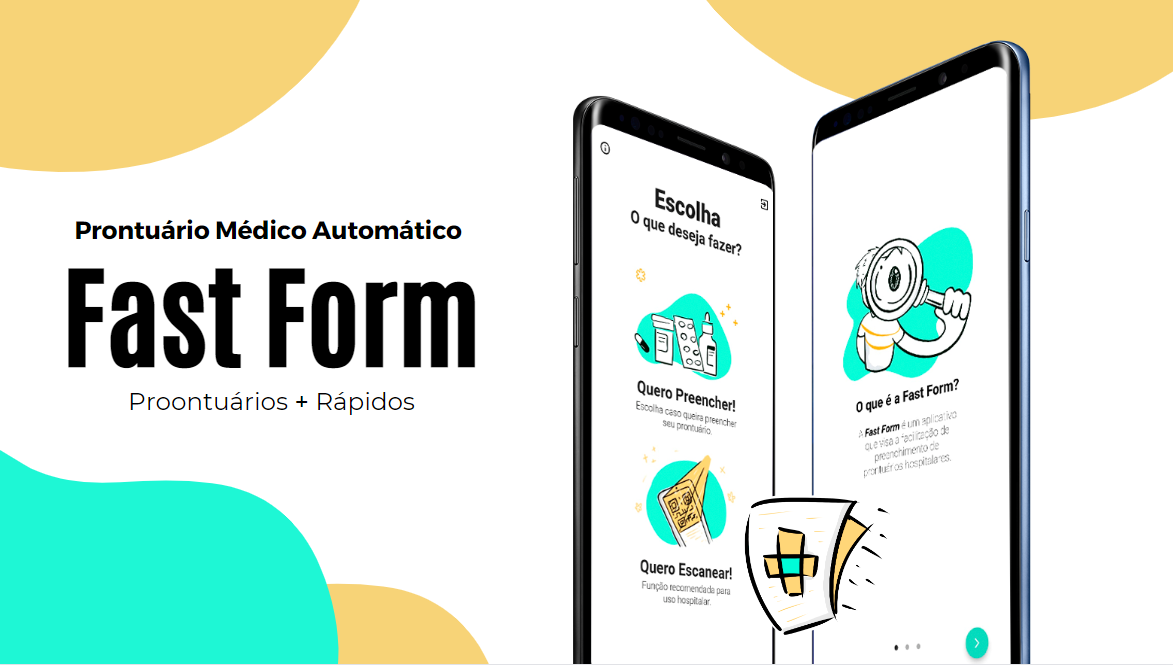 Prontuário Médico Automático
Fast Form
Proontuários + Rápidos
Escolha
O que deseja fazer?
Quero Preencher!
Escolha caso queira preencher
seu prontuário.
Quero Escanear!
Função recomendada para
uso hospitalar.
O que é a Fast Form?
A Fast Form é um aplicativo
que visa a facilitação de
preenchimento de
prontuários hospitalares.